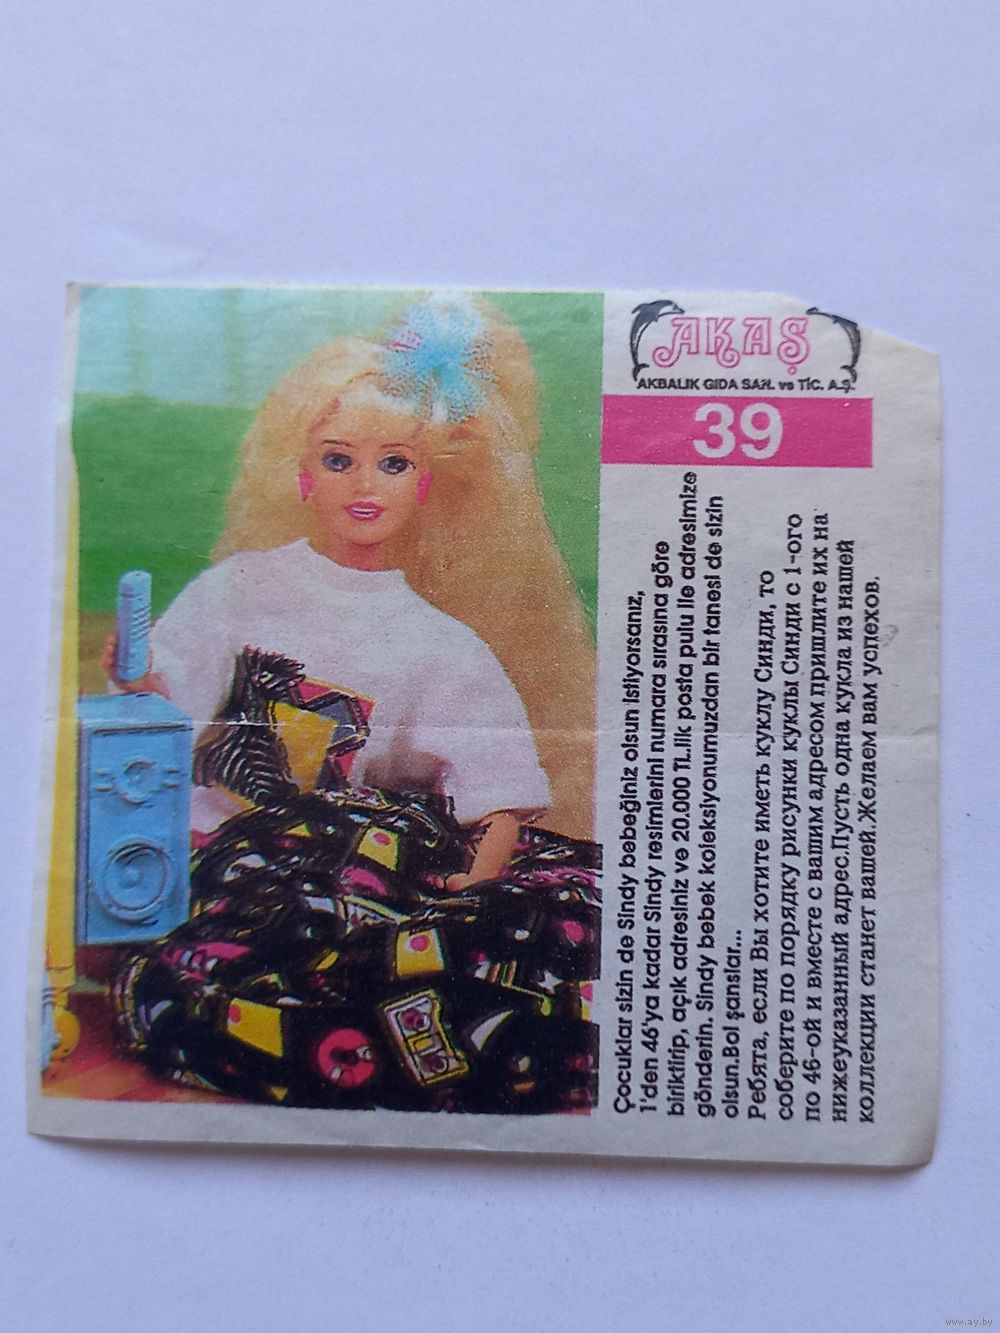 AKAŞ
AKBALIK GIDA SAN. ve TİC. A.Ş.
39
Çocuklar sizin de Sindy bebeğiniz olsun istiyorsanız,
1'den 46'ya kadar Sindy resimlerini numara sırasına göre
biriktirip, açık adresiniz ve 20.000 TL.lik posta pulu ile adresimize
gönderin. Sindy bebek koleksiyonumuzdan bir tanesi de sizin
olsun.Bol şanslar...
Ребята, если Вы хотите иметь куклу Синди, то
соберите по порядку рисунки куклы Синди с 1-ого
по 46-ой и вместе с вашим адресом пришлите их на
нижеуказанный адрес.Пусть одна кукла из нашей
коллекции станет вашей.Желаем вам успехов.
www.ay.by